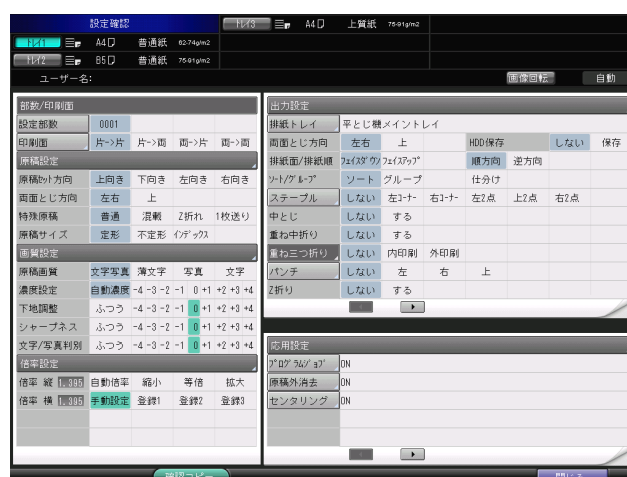 設定確認
トレイ3 A4 上質紙 75-91g/m2
トレイ1 A4 普通紙 62-74g/m2
トレイ2 B5 普通紙 75-91g/m2
ユーザー名:
画像回転 自動
部数/印刷面
設定部数 0001
印刷面 片->片 片->両 両->片 両->両
原稿設定
原稿ｾｯﾄ方向 上向き 下向き 左向き 右向き
両面とじ方向 左右 上
特殊原稿 普通 混載 Z折れ 1枚送り
原稿サイズ 定形 不定形 ｲﾝﾃﾞｯｸｽ
画質設定
原稿画質 文字写真 薄文字 写真 文字
濃度設定 自動濃度 -4 -3 -2 -1 0 +1 +2 +3 +4
下地調整 ふつう -4 -3 -2 -1 0 +1 +2 +3 +4
シャープネス ふつう -4 -3 -2 -1 0 +1 +2 +3 +4
文字/写真判別 ふつう -4 -3 -2 -1 0 +1 +2 +3 +4
倍率設定
倍率 縦 1.395 自動倍率 縮小 等倍 拡大
倍率 横 1.395 手動設定 登録1 登録2 登録3
出力設定
排紙トレイ 平とじ機メイントレイ
両面とじ方向 左右 上 HDD保存 しない 保存
排紙面/排紙順 ﾌｪｲｽﾀﾞｳﾝ ﾌｪｲｽｱｯﾌﾟ 順方向 逆方向
ｿｰﾄ/ｸﾞﾙｰﾌﾟ ソート グループ 仕分け
ステープル しない 左ｺｰﾅｰ 右ｺｰﾅｰ 左2点 上2点 右2点
中とじ しない する
重ね中折り しない する
重ね三つ折り しない 内印刷 外印刷
パンチ しない 左 右 上
Z折り しない する
応用設定
ﾌﾟﾛｸﾞﾗﾑｼﾞｮﾌﾞ ON
原稿外消去 ON
センタリング ON
確認コピー
閉じる